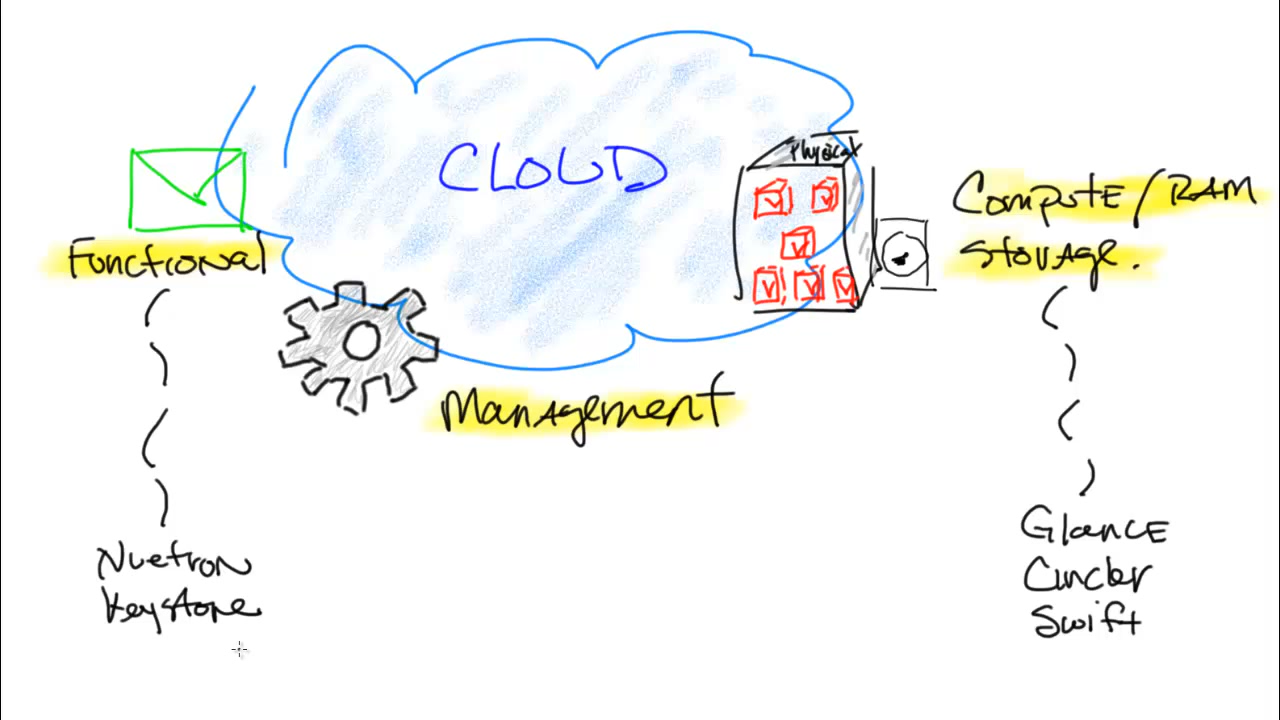 CLOUD
Physical
Compute/RAM
Storage.
Functional
Management
Nuetron
Keystone
Glance
Cinder
Swift